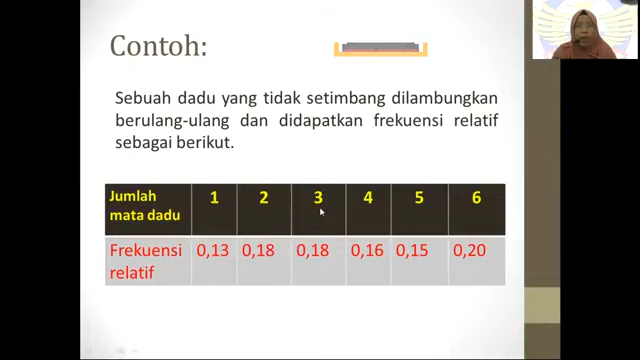 Contoh:
Sebuah dadu yang tidak setimbang dilambungkan
berulang-ulang dan didapatkan frekuensi relatif
sebagai berikut.
Jumlah mata dadu 1 2 3 4 5 6
Frekuensi relatif 0,13 0,18 0,18 0,16 0,15 0,20